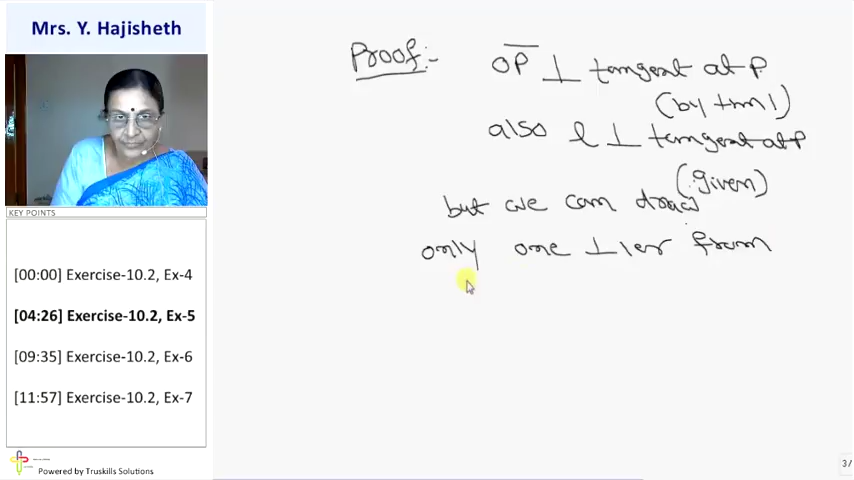 Mrs. Y. Hajisheth
KEY POINTS
[00:00] Exercise-10.2, Ex-4
[04:26] Exercise-10.2, Ex-5
[09:35] Exercise-10.2, Ex-6
[11:57] Exercise-10.2, Ex-7
Powered by Truskills Solutions
Proof:- OP ⊥ tangent at P.
(by tm 1)
also l ⊥ tangent at P
(given)
but we can draw
only one ⊥ler from
3/